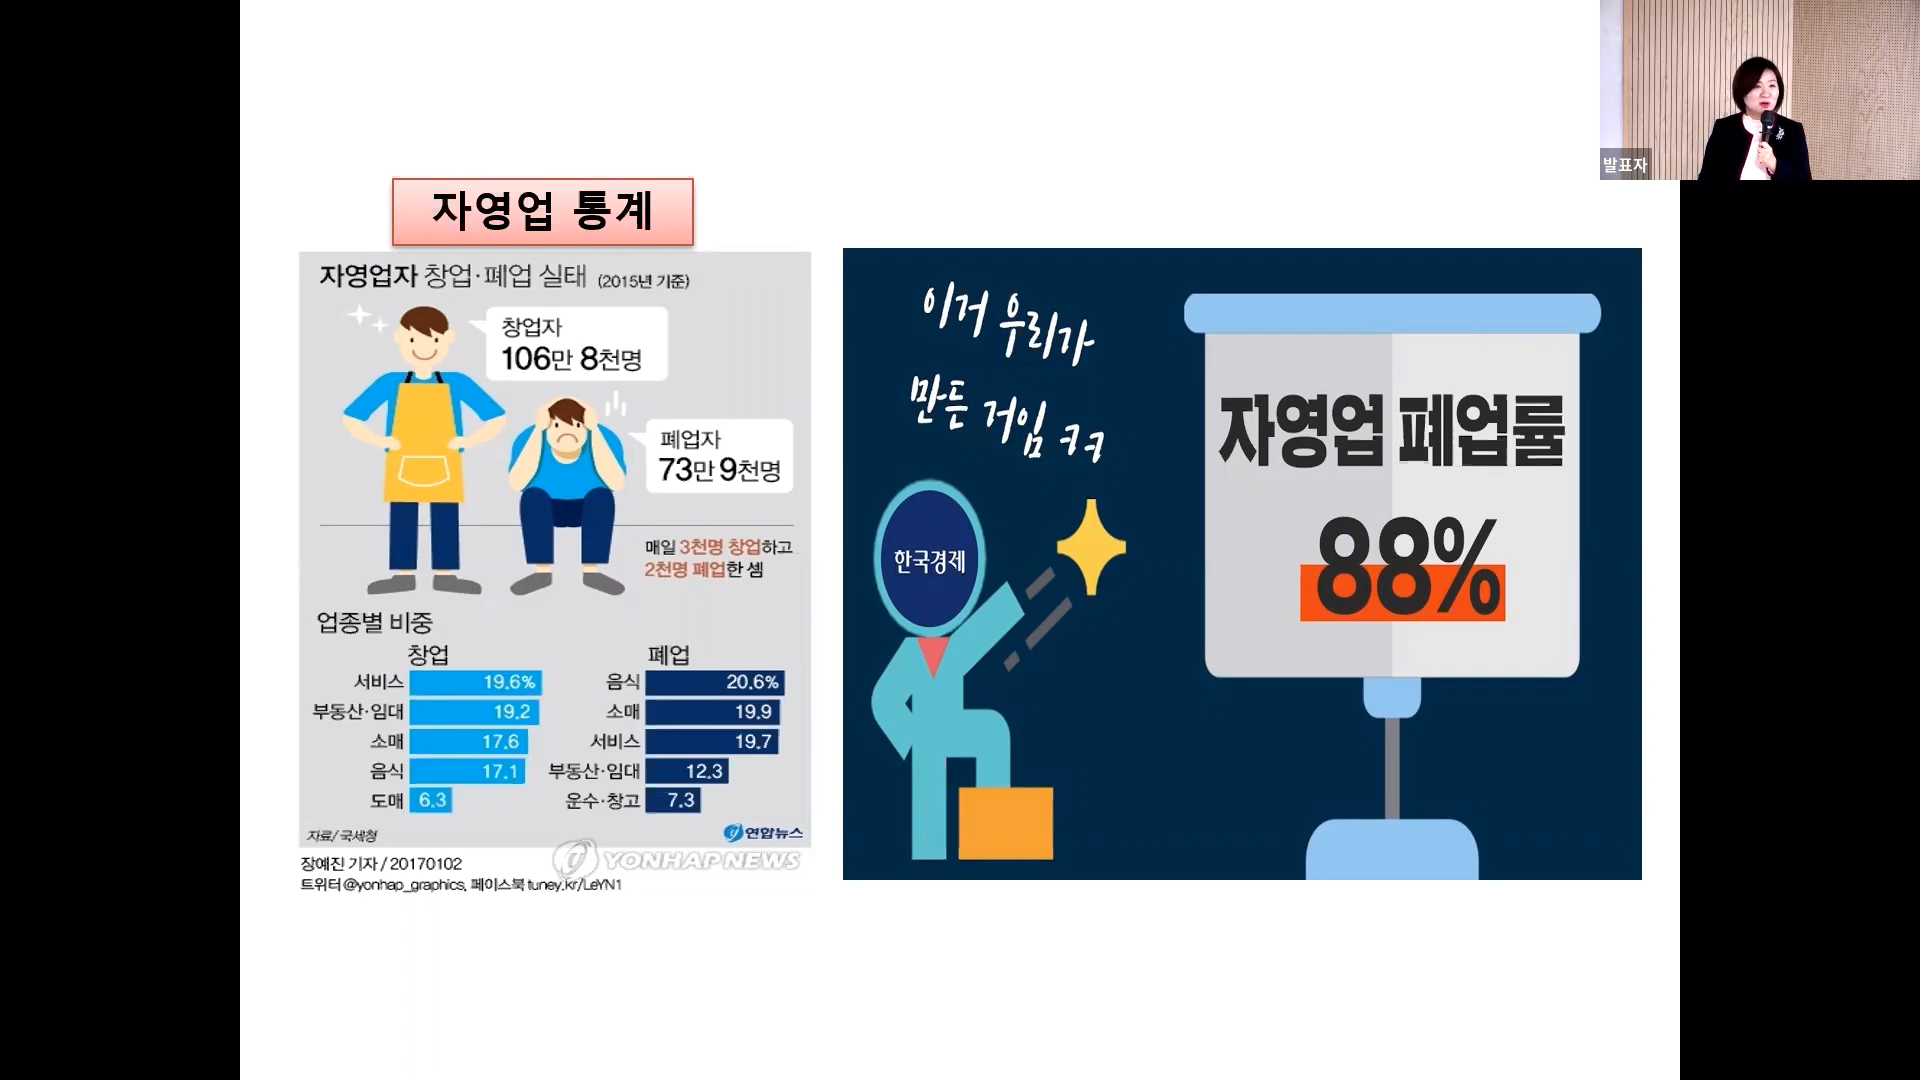 발표자
자영업 통계
자영업자 창업·폐업 실태 (2015년 기준)
창업자
106만 8천명
폐업자
73만 9천명
매일 3천명 창업하고
2천명 폐업한 셈
업종별 비중
창업
서비스 19.6%
부동산·임대 19.2
소매 17.6
음식 17.1
도매 6.3
폐업
음식 20.6%
소매 19.9
서비스 19.7
부동산·임대 12.3
운수·창고 7.3
자료/국세청
연합뉴스
YONHAP NEWS
장예진 기자 / 20170102
트위터 @yonhap_graphics, 페이스북 tuney.kr/LeYN1
이거 우리가
만든 거임 ㅋㅋ
한국경제
자영업 폐업률
88%